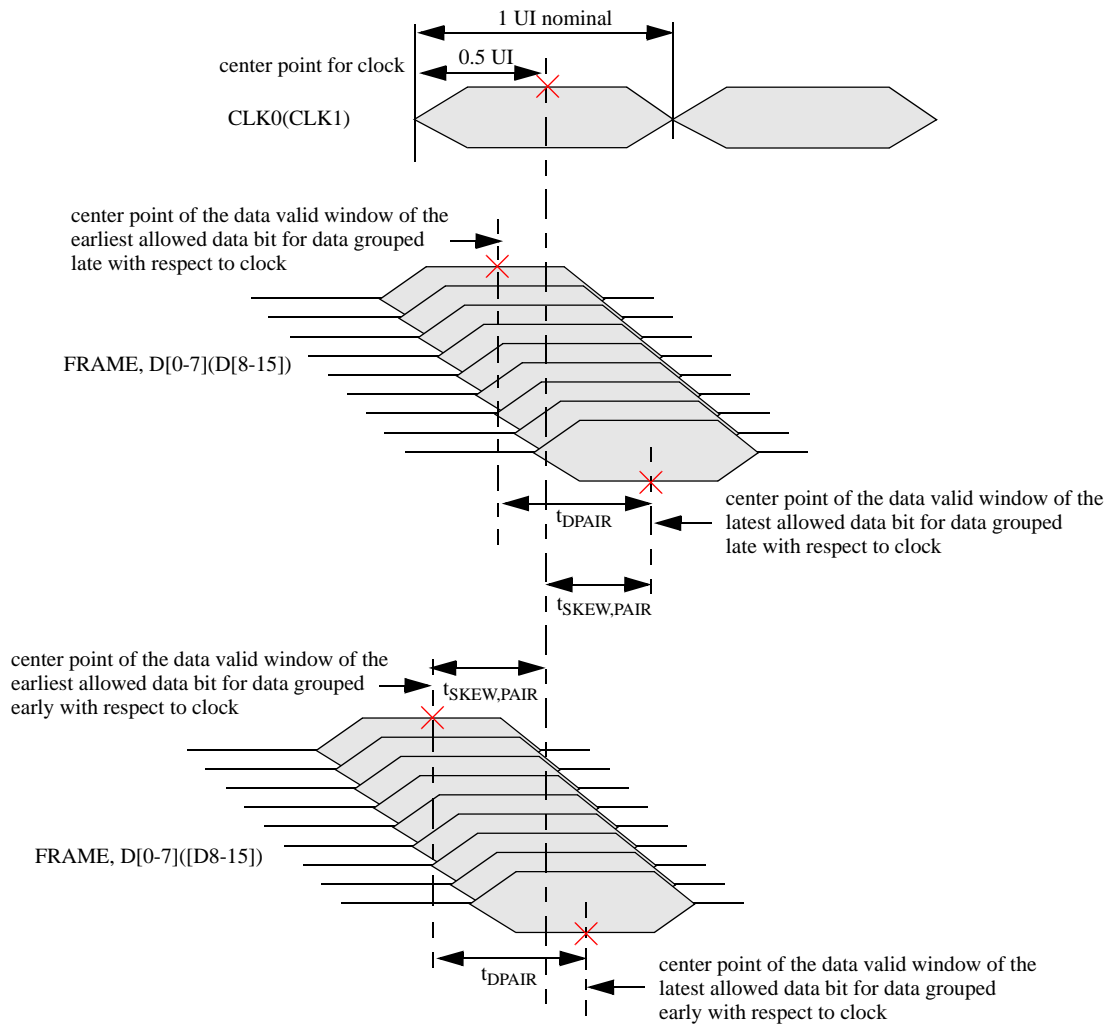 1 UI nominal
0.5 UI
center point for clock
CLK0(CLK1)
center point of the data valid window of the
earliest allowed data bit for data grouped
late with respect to clock
FRAME, D[0-7](D[8-15])
tDPAIR
center point of the data valid window of the
latest allowed data bit for data grouped
late with respect to clock
tSKEW,PAIR
center point of the data valid window of the
earliest allowed data bit for data grouped
early with respect to clock
tSKEW,PAIR
FRAME, D[0-7]([D8-15])
tDPAIR
center point of the data valid window of the
latest allowed data bit for data grouped
early with respect to clock